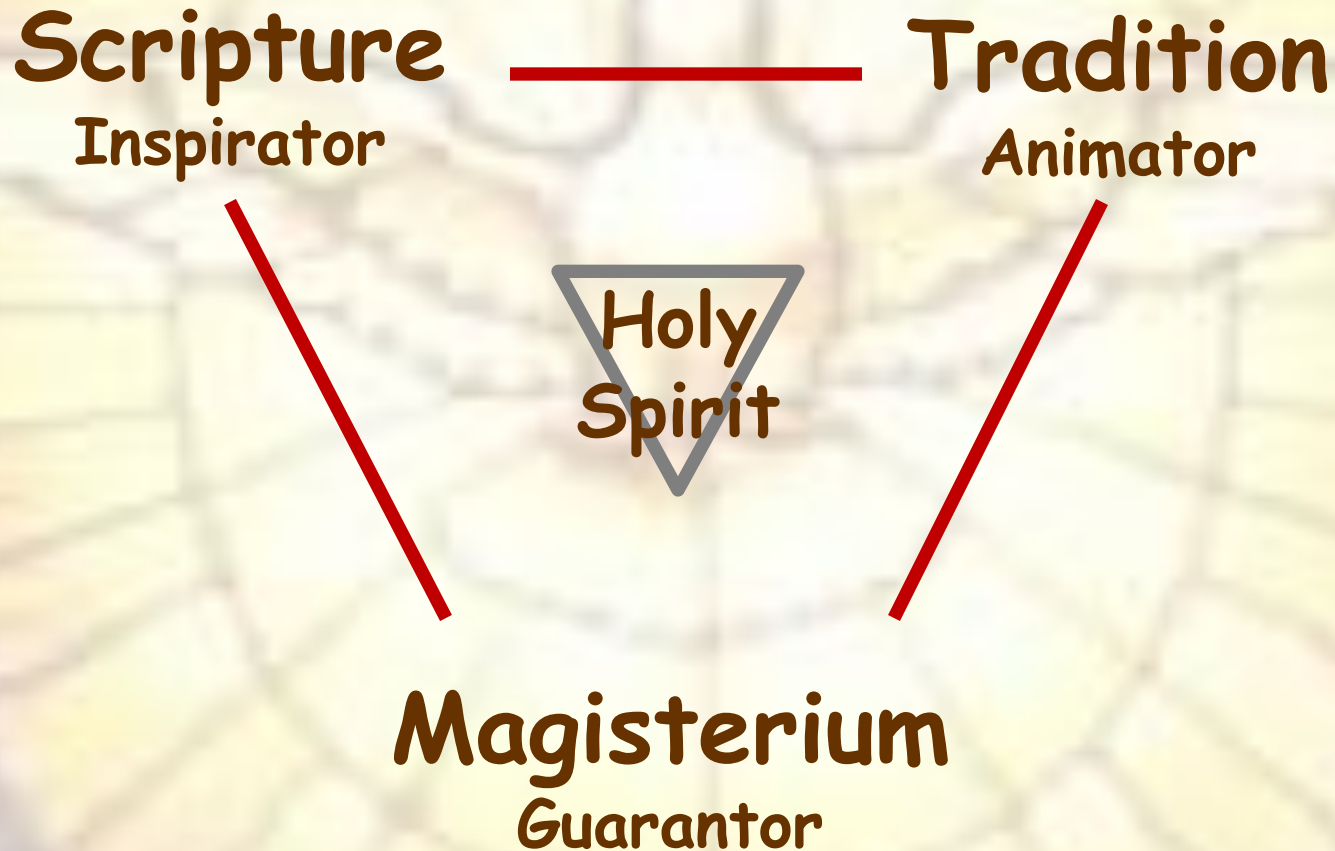 Scripture
Tradition
Inspirator
Animator
Holy
Spirit
Magisterium
Guarantor